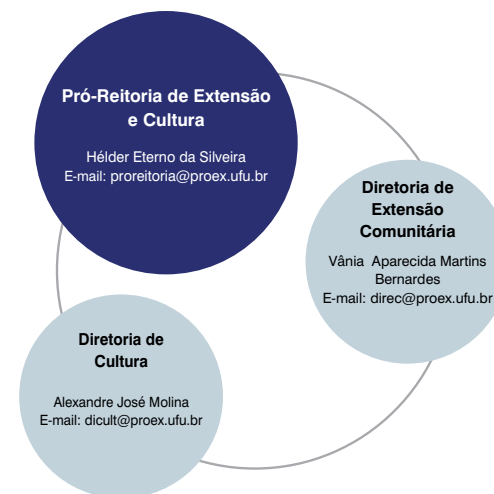 Pró-Reitoria de Extensão
e Cultura
Hélder Eterno da Silveira
E-mail: proreitoria@proex.ufu.br
Diretoria de
Extensão
Comunitária
Vânia Aparecida Martins
Bernardes
E-mail: direc@proex.ufu.br
Diretoria de
Cultura
Alexandre José Molina
E-mail: dicult@proex.ufu.br